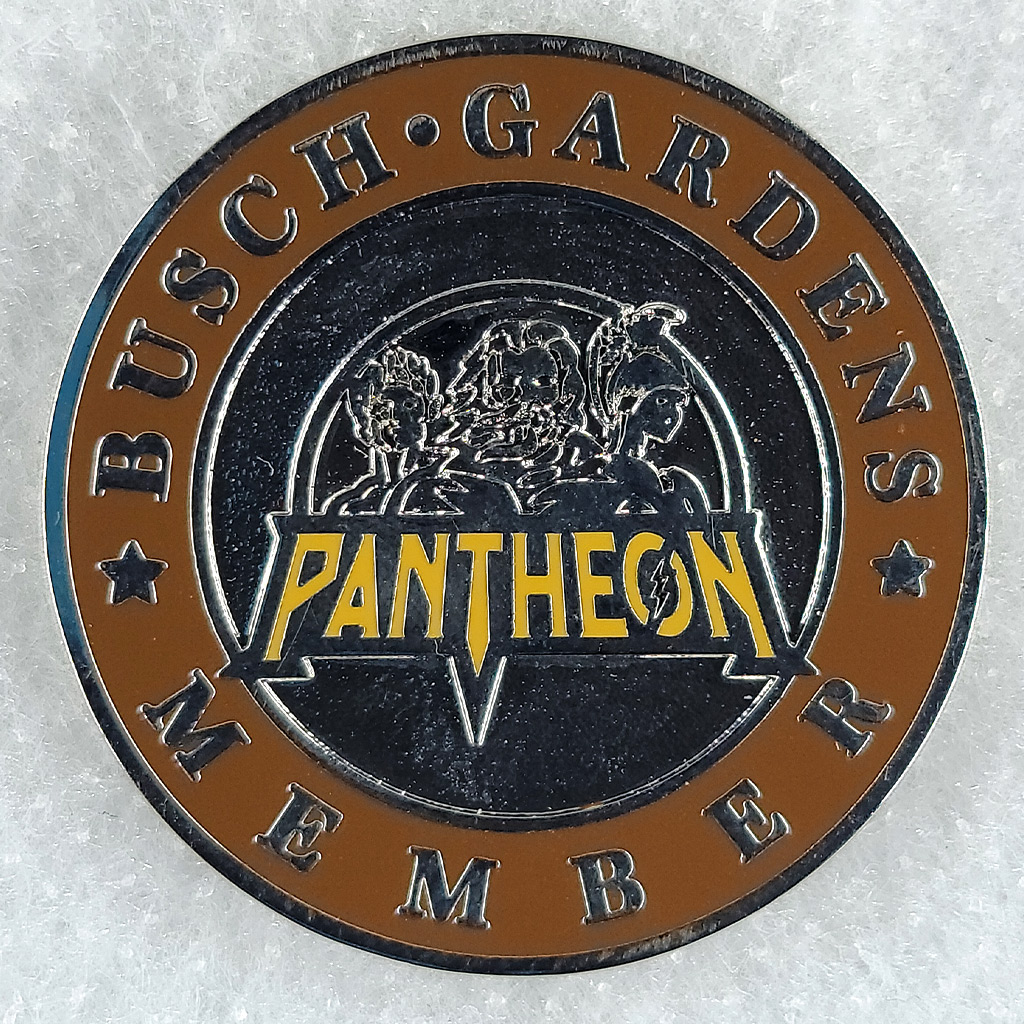 BUSCH · GARDENS
PANTHEON
★ MEMBER ★